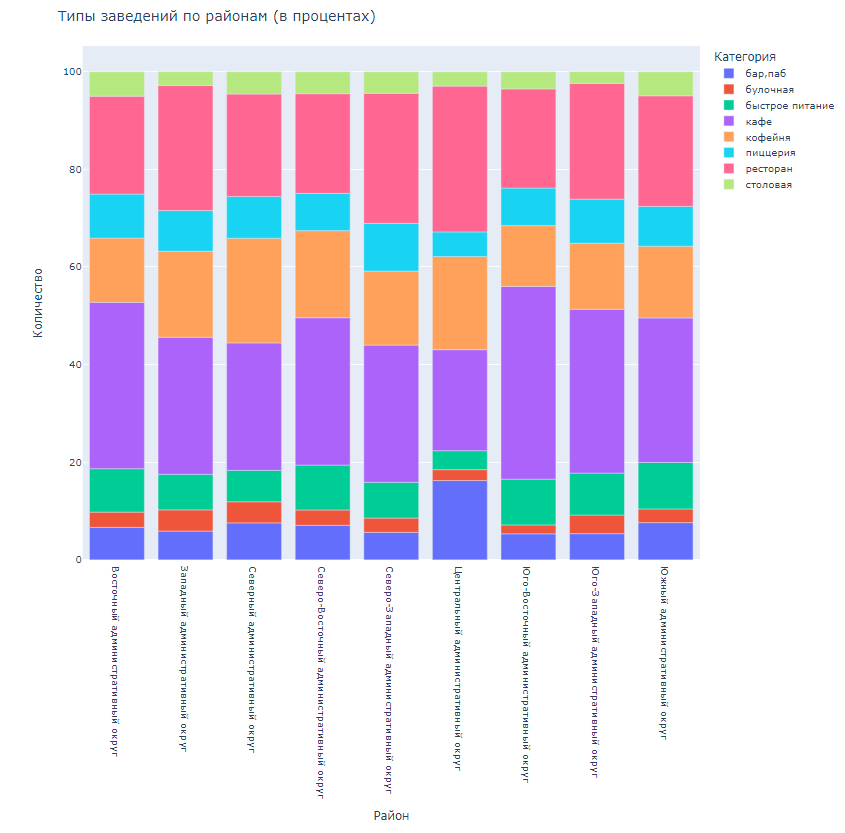 Типы заведений по районам (в процентах)
Категория
бар,паб
булочная
быстрое питание
кафе
кофейня
пиццерия
ресторан
столовая
Количество
100
80
60
40
20
0
Восточный административный округ
Западный административный округ
Северный административный округ
Северо-Восточный административный округ
Северо-Западный административный округ
Центральный административный округ
Юго-Восточный административный округ
Юго-Западный административный округ
Южный административный округ
Район